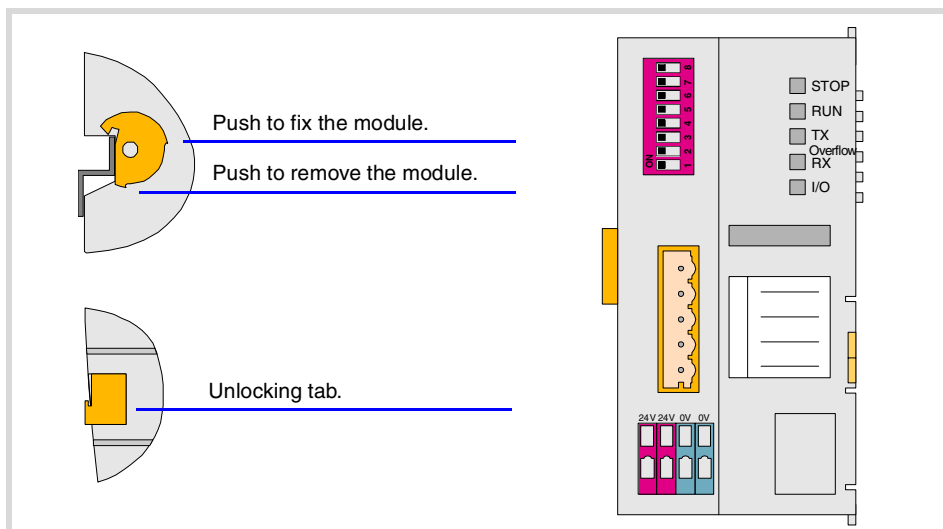 Push to fix the module.
Push to remove the module.
Unlocking tab.
8
7
6
5
4
3
2
1
ON
STOP
RUN
TX
Overflow
RX
I/O
24V 24V 0V 0V